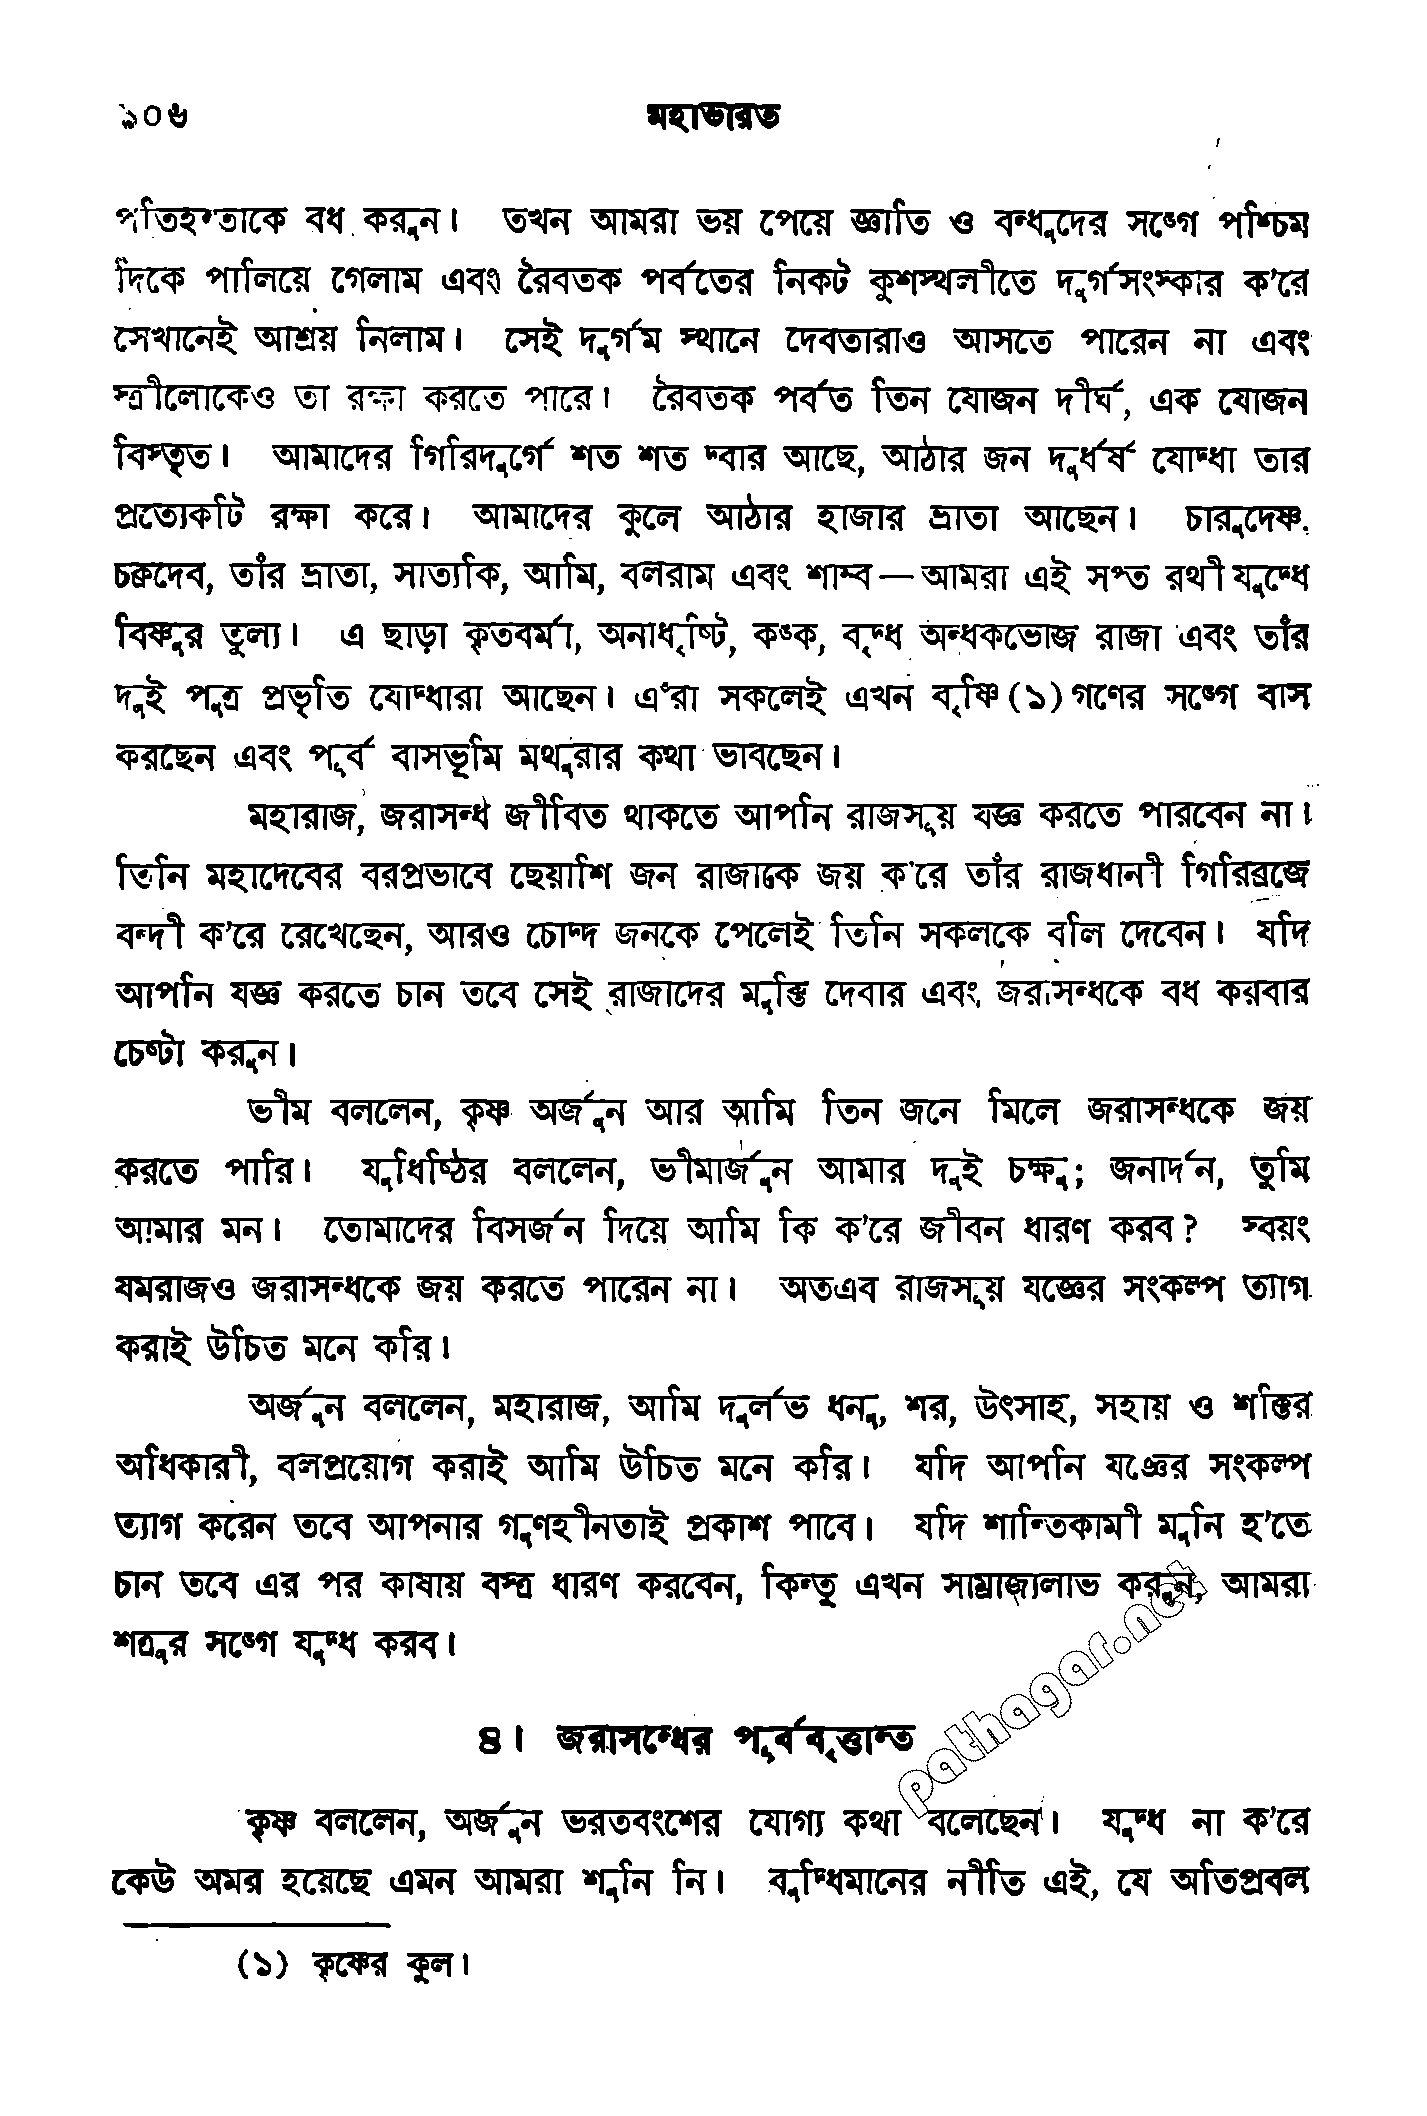 ১০৬ মহাভারত
পতিহন্তাকে বধ করুন। তখন আমরা ভয় পেয়ে জ্ঞাতি ও বন্ধুদের সঙ্গে পশ্চিম
দিকে পালিয়ে গেলাম এবং রৈবতক পর্বতের নিকট কুশস্থলীতে দুর্গসংস্কার ক'রে
সেখানেই আশ্রয় নিলাম। সেই দুর্গম স্থানে দেবতারাও আসতে পারেন না এবং
স্ত্রীলোকেও তা রক্ষা করতে পারে। রৈবতক পর্বত তিন যোজন দীর্ঘ, এক যোজন
বিস্তৃত। আমাদের গিরিদুর্গে শত শত দ্বার আছে, আঠার জন দুর্ধর্ষ যোদ্ধা তার
প্রত্যেকটি রক্ষা করে। আমাদের কুলে আঠার হাজার ভ্রাতা আছেন। চারুদেষ্ণ,
চক্রদেব, তাঁর ভ্রাতা, সাত্যকি, আমি, বলরাম এবং শাম্ব—আমরা এই সপ্ত রথী যুদ্ধে
বিষ্ণুর তুল্য। এ ছাড়া কৃতবর্মা, অনাধৃষ্টি, কঙ্ক, বৃদ্ধ অন্ধকভোজ রাজা এবং তাঁর
দুই পুত্র প্রভৃতি যোদ্ধারা আছেন। এঁরা সকলেই এখন বৃষ্ণি(১)গণের সঙ্গে বাস
করছেন এবং পূর্ব বাসভূমি মথুরার কথা ভাবছেন।
মহারাজ, জরাসন্ধ জীবিত থাকতে আপনি রাজসূয় যজ্ঞ করতে পারবেন না।
তিনি মহাদেবের বরপ্রভাবে ছেয়াশি জন রাজাকে জয় ক'রে তাঁর রাজধানী গিরিব্রজে
বন্দী ক'রে রেখেছেন, আরও চোদ্দ জনকে পেলেই তিনি সকলকে বলি দেবেন। যদি
আপনি যজ্ঞ করতে চান তবে সেই রাজাদের মুক্তি দেবার এবং জরাসন্ধকে বধ করবার
চেষ্টা করুন।
ভীম বললেন, কৃষ্ণ অর্জুন আর আমি তিন জনে মিলে জরাসন্ধকে জয়
করতে পারি। যুধিষ্ঠির বললেন, ভীমার্জুন আমার দুই চক্ষু; জনার্দন, তুমি
আমার মন। তোমাদের বিসর্জন দিয়ে আমি কি ক'রে জীবন ধারণ করব? স্বয়ং
যমরাজও জরাসন্ধকে জয় করতে পারেন না। অতএব রাজসূয় যজ্ঞের সংকল্প ত্যাগ
করাই উচিত মনে করি।
অর্জুন বললেন, মহারাজ, আমি দুর্লভ ধনু, শর, উৎসাহ, সহায় ও শক্তির
অধিকারী, বলপ্রয়োগ করাই আমি উচিত মনে করি। যদি আপনি যজ্ঞের সংকল্প
ত্যাগ করেন তবে আপনার গুণহীনতাই প্রকাশ পাবে। যদি শান্তিকামী মুনি হ'তে
চান তবে এর পর কাষায় বস্ত্র ধারণ করবেন, কিন্তু এখন সাম্রাজ্যলাভ করুন, আমরা
শত্রুর সঙ্গে যুদ্ধ করব।
৪। জরাসন্ধের পূর্ববৃত্তান্ত
কৃষ্ণ বললেন, অর্জুন ভরতবংশের যোগ্য কথা বলেছেন। যুদ্ধ না ক'রে
কেউ অমর হয়েছে এমন আমরা শুনি নি। বুদ্ধিমানের নীতি এই, যে অতিপ্রবল
(১) কৃষ্ণের কুল।
pathagar.net